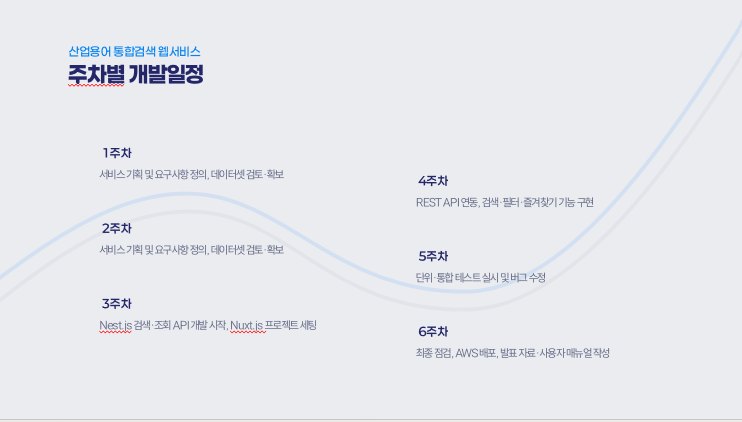 산업용어 통합검색 웹서비스
주차별 개발일정
1주차
서비스 기획 및 요구사항 정의, 데이터셋 검토·확보
2주차
서비스 기획 및 요구사항 정의, 데이터셋 검토·확보
3주차
Nest.js 검색·조회 API 개발 시작, Nuxt.js 프로젝트 세팅
4주차
REST API 연동, 검색·필터·즐겨찾기 기능 구현
5주차
단위·통합 테스트 실시 및 버그 수정
6주차
최종 점검, AWS 배포, 발표 자료·사용자 매뉴얼 작성